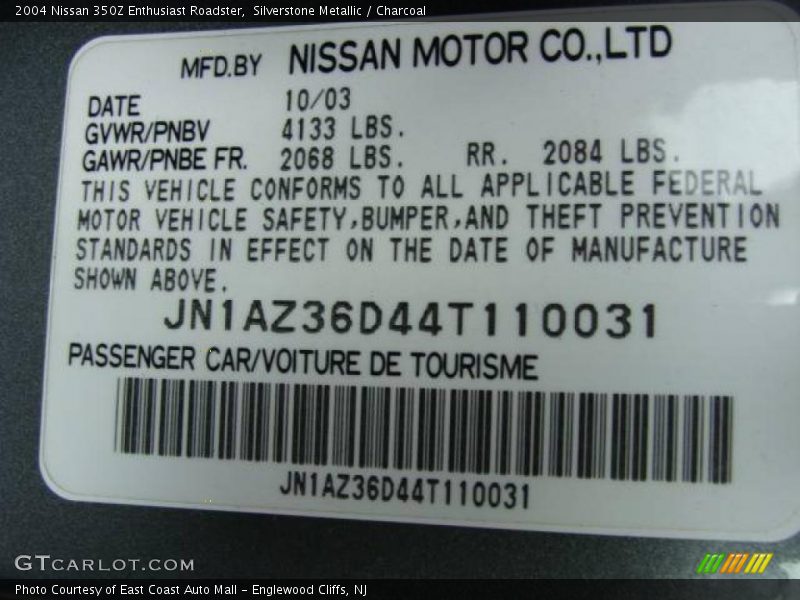 2004 Nissan 350Z Enthusiast Roadster, Silverstone Metallic / Charcoal
MFD.BY NISSAN MOTOR CO.,LTD
DATE 10/03
GVWR/PNBV 4133 LBS.
GAWR/PNBE FR. 2068 LBS. RR. 2084 LBS.
THIS VEHICLE CONFORMS TO ALL APPLICABLE FEDERAL
MOTOR VEHICLE SAFETY,BUMPER,AND THEFT PREVENTION
STANDARDS IN EFFECT ON THE DATE OF MANUFACTURE
SHOWN ABOVE.
JN1AZ36D44T110031
PASSENGER CAR/VOITURE DE TOURISME
JN1AZ36D44T110031
GTCARLOT.COM
Photo Courtesy of East Coast Auto Mall - Englewood Cliffs, NJ